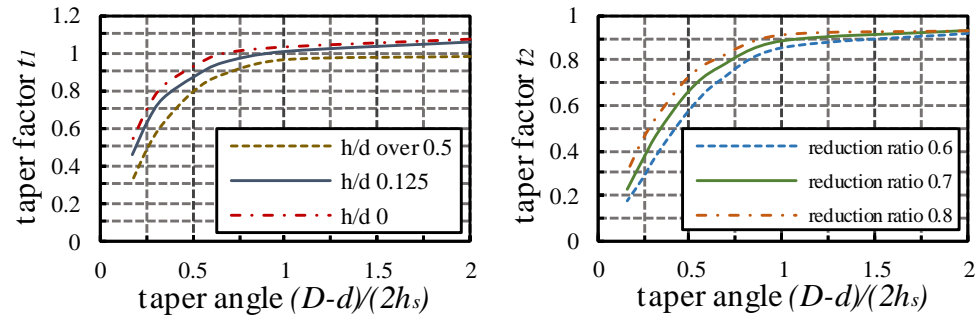 taper factor t1
1.2
1
0.8
0.6
0.4
0.2
0
h/d over 0.5
h/d 0.125
h/d 0
0 0.5 1 1.5 2
taper angle (D-d)/(2hs)
taper factor t2
1
0.8
0.6
0.4
0.2
0
reduction ratio 0.6
reduction ratio 0.7
reduction ratio 0.8
0 0.5 1 1.5 2
taper angle (D-d)/(2hs)